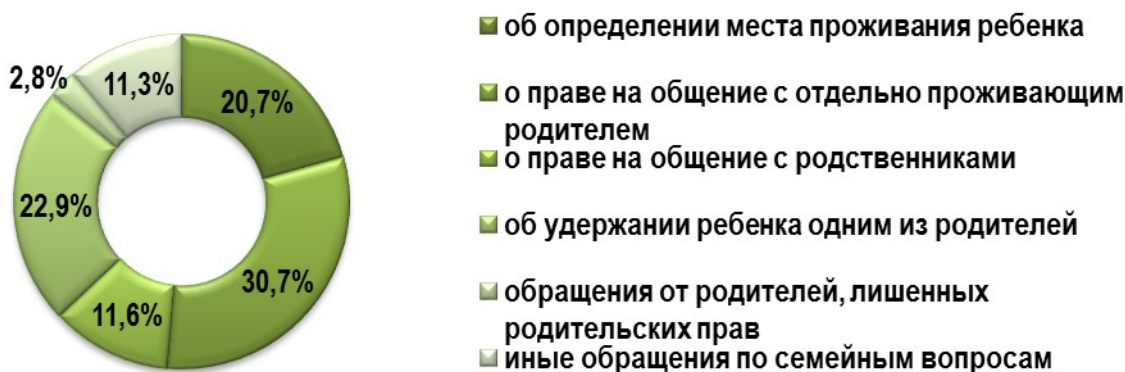 2,8%
11,3%
20,7%
22,9%
30,7%
11,6%
об определении места проживания ребенка
о праве на общение с отдельно проживающим
родителем
о праве на общение с родственниками
об удержании ребенка одним из родителей
обращения от родителей, лишенных
родительских прав
иные обращения по семейным вопросам